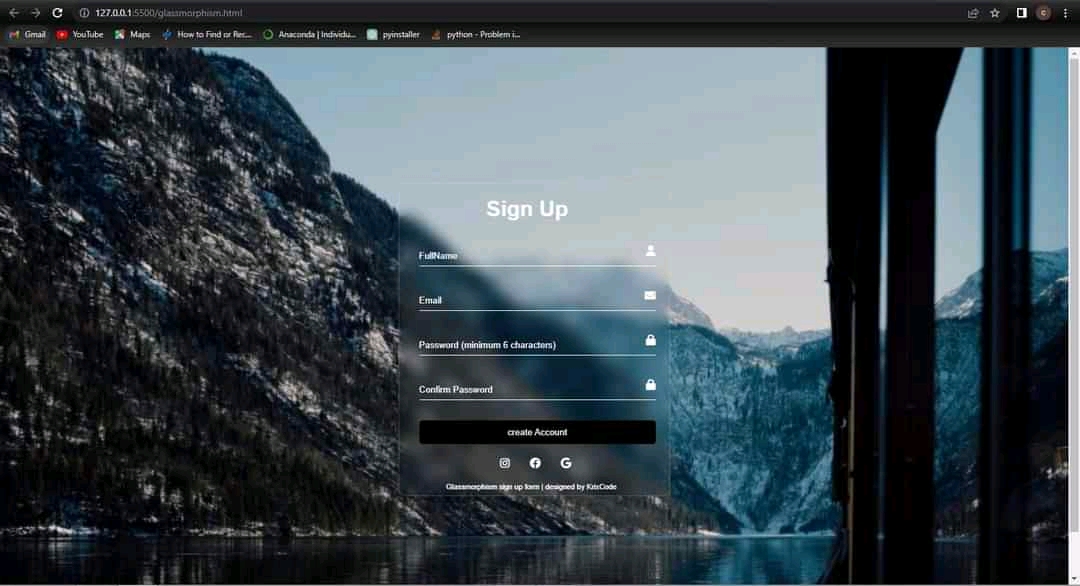 127.0.0.1:5500/glassmorphism.html
C
Gmail YouTube Maps How to Find or Rec... Anaconda | Individu... pyinstaller python - Problem i...
Sign Up
FullName
Email
Password (minimum 6 characters)
Confirm Password
create Account
Glassmorphism sign up form | designed by KrisCode